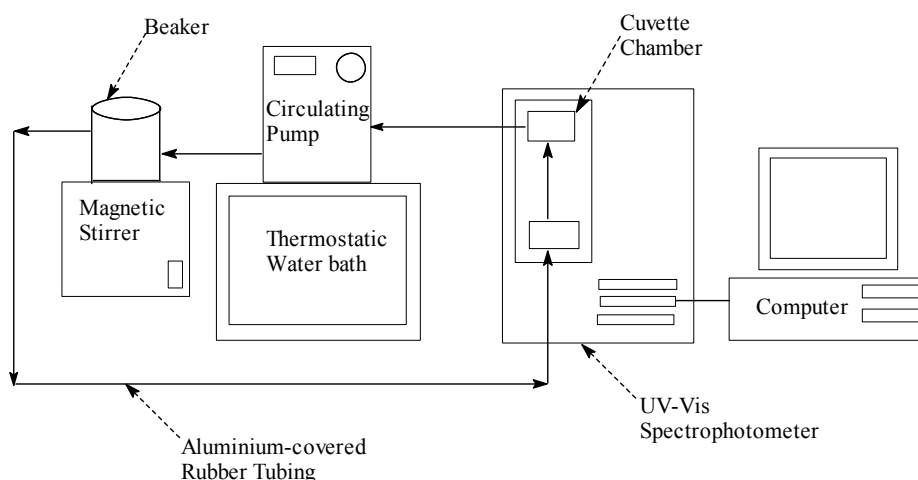 Beaker
Cuvette
Chamber
Circulating
Pump
Magnetic
Stirrer
Thermostatic
Water bath
Computer
UV-Vis
Spectrophotometer
Aluminium-covered
Rubber Tubing